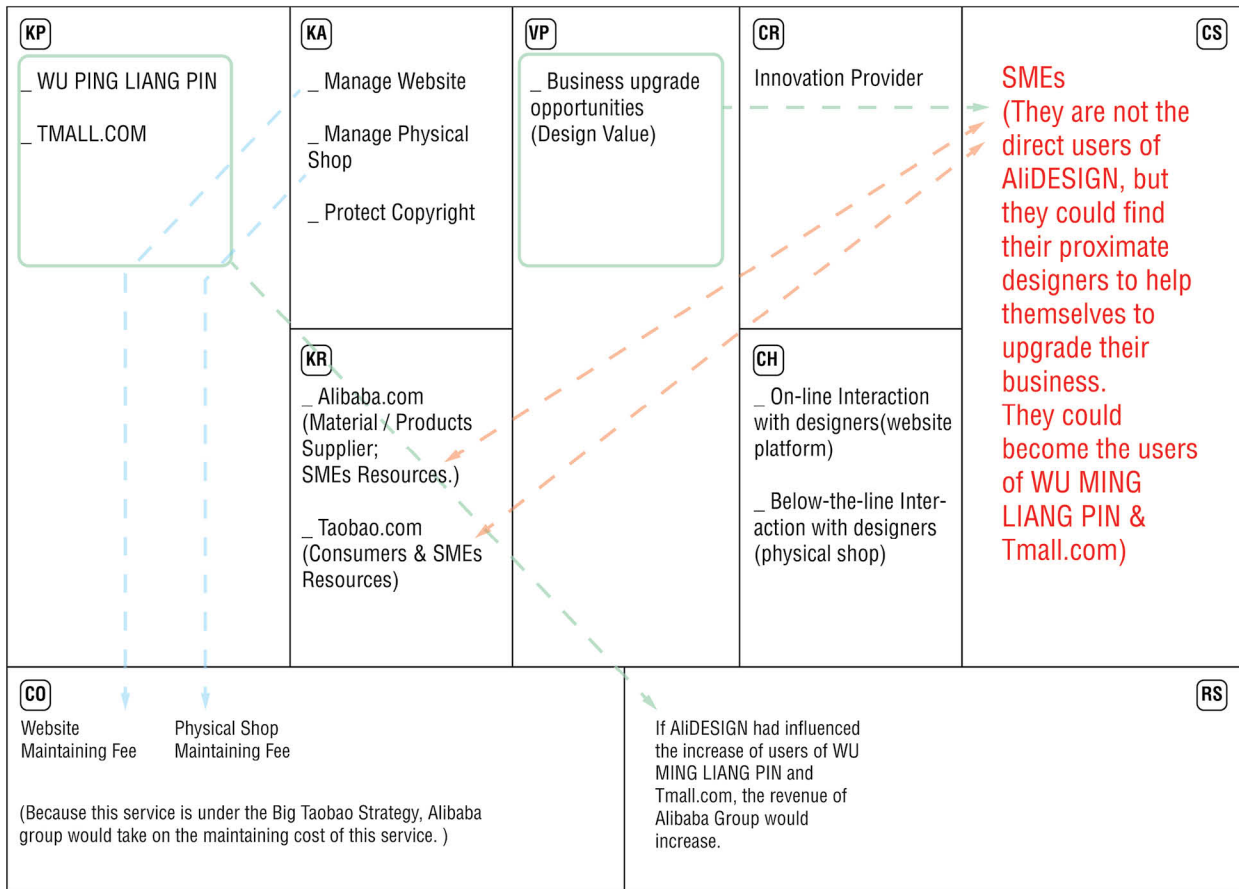 KP
_ WU PING LIANG PIN
_ TMALL.COM
KA
_ Manage Website
_ Manage Physical
Shop
_ Protect Copyright
KR
_ Alibaba.com
(Material / Products
Supplier;
SMEs Resources.)
_ Taobao.com
(Consumers & SMEs
Resources)
VP
_ Business upgrade
opportunities
(Design Value)
CR
Innovation Provider
CH
_ On-line Interaction
with designers(website
platform)
_ Below-the-line Inter-
action with designers
(physical shop)
CS
SMEs
(They are not the
direct users of
AliDESIGN, but
they could find
their proximate
designers to help
themselves to
upgrade their
business.
They could
become the users
of WU MING
LIANG PIN &
Tmall.com)
CO
Website
Maintaining Fee
Physical Shop
Maintaining Fee
(Because this service is under the Big Taobao Strategy, Alibaba
group would take on the maintaining cost of this service. )
RS
If AliDESIGN had influenced
the increase of users of WU
MING LIANG PIN and
Tmall.com, the revenue of
Alibaba Group would
increase.